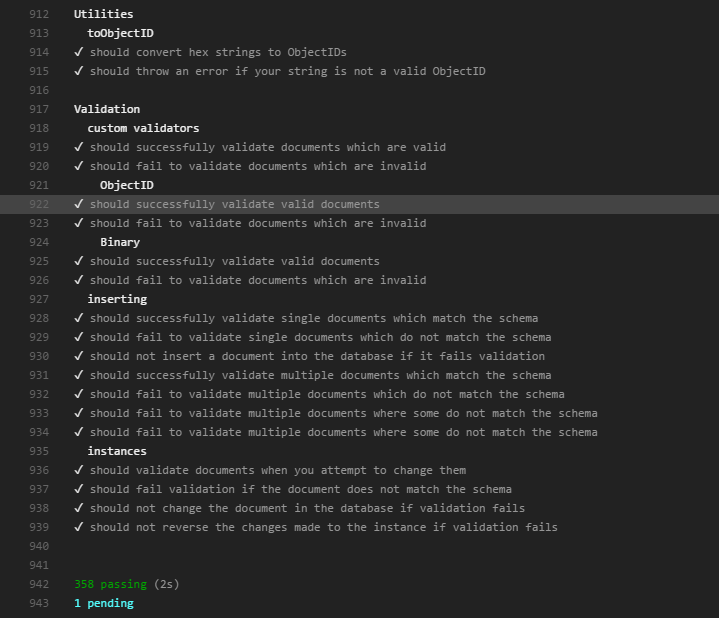 912 Utilities
913 toObjectID
914 ✓ should convert hex strings to ObjectIDs
915 ✓ should throw an error if your string is not a valid ObjectID
916
917 Validation
918 custom validators
919 ✓ should successfully validate documents which are valid
920 ✓ should fail to validate documents which are invalid
921 ObjectID
922 ✓ should successfully validate valid documents
923 ✓ should fail to validate documents which are invalid
924 Binary
925 ✓ should successfully validate valid documents
926 ✓ should fail to validate documents which are invalid
927 inserting
928 ✓ should successfully validate single documents which match the schema
929 ✓ should fail to validate single documents which do not match the schema
930 ✓ should not insert a document into the database if it fails validation
931 ✓ should successfully validate multiple documents which match the schema
932 ✓ should fail to validate multiple documents which do not match the schema
933 ✓ should fail to validate multiple documents where some do not match the schema
934 ✓ should fail to validate multiple documents where some do not match the schema
935 instances
936 ✓ should validate documents when you attempt to change them
937 ✓ should fail validation if the document does not match the schema
938 ✓ should not change the document in the database if validation fails
939 ✓ should not reverse the changes made to the instance if validation fails
940
941
942 358 passing (2s)
943 1 pending